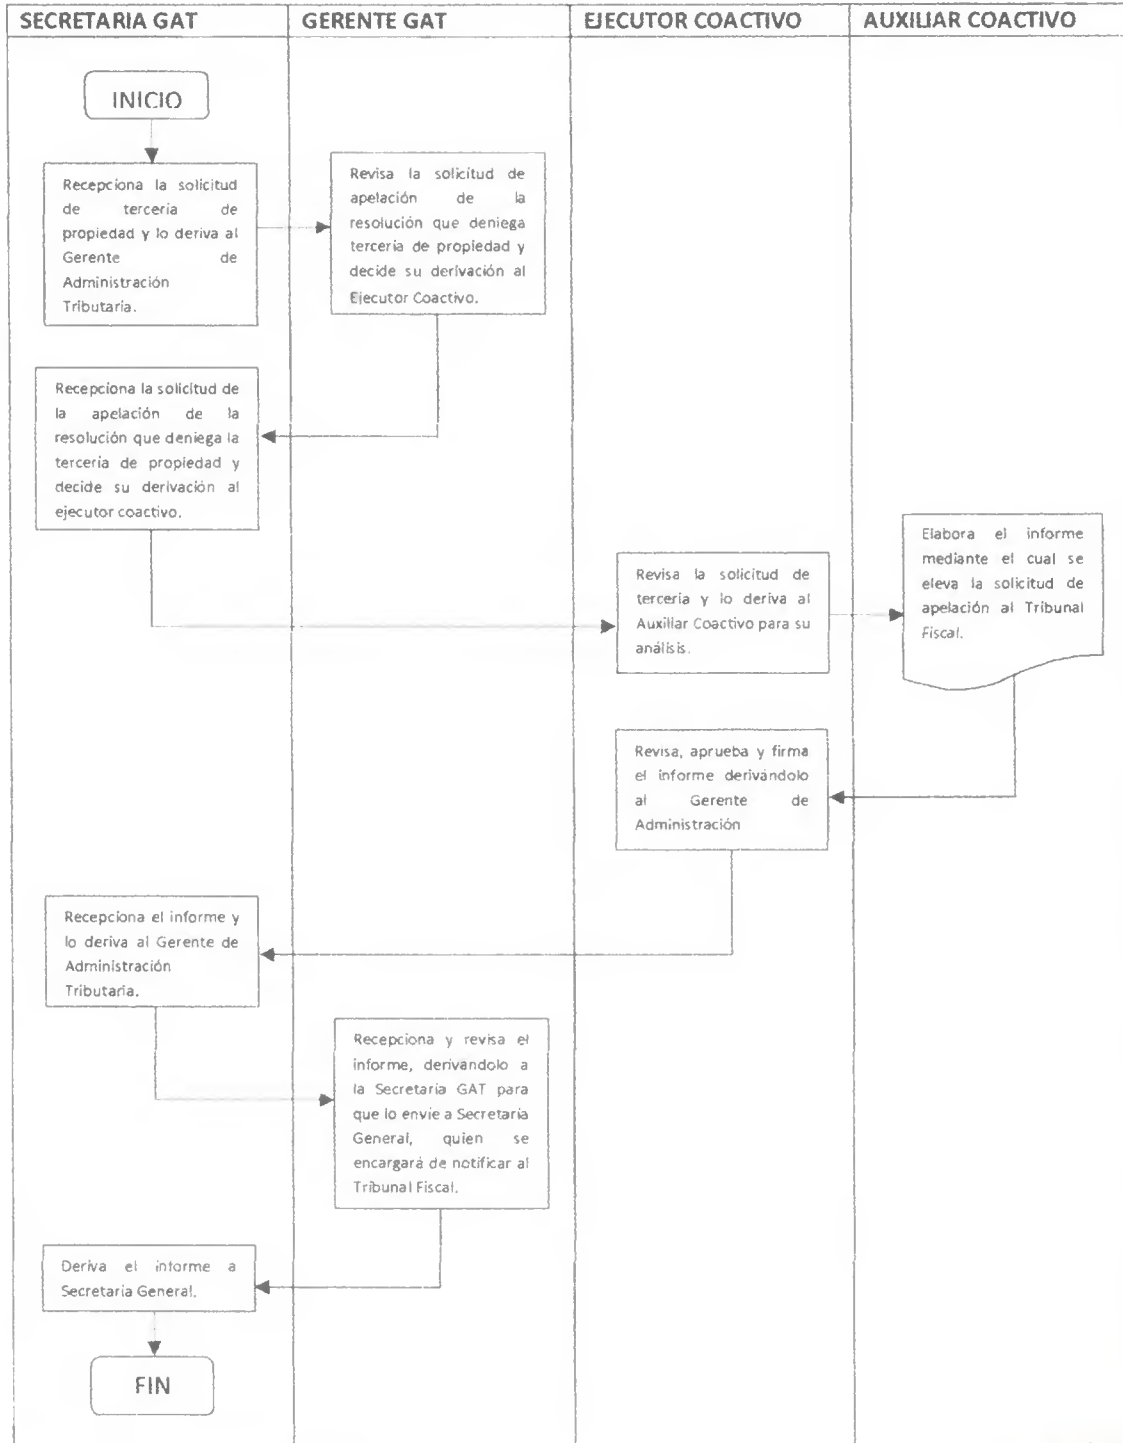 SECRETARIA GAT
GERENTE GAT
EJECUTOR COACTIVO
AUXILIAR COACTIVO
INICIO
Recepciona la solicitud
de tercería de
propiedad y lo deriva al
Gerente de
Administración
Tributaria.
Revisa la solicitud de
apelación de la
resolución que deniega
tercería de propiedad y
decide su derivación al
Ejecutor Coactivo.
Recepciona la solicitud de
la apelación de la
resolución que deniega la
tercería de propiedad y
decide su derivación al
ejecutor coactivo.
Revisa la solicitud de
tercería y lo deriva al
Auxiliar Coactivo para su
análisis.
Elabora el informe
mediante el cual se
eleva la solicitud de
apelación al Tribunal
Fiscal.
Revisa, aprueba y firma
el informe derivándolo
al Gerente de
Administración
Recepciona el informe y
lo deriva al Gerente de
Administración
Tributaria.
Recepciona y revisa el
informe, derivándolo a
la Secretaría GAT para
que lo envíe a Secretaría
General, quien se
encargará de notificar al
Tribunal Fiscal.
Deriva el informe a
Secretaría General.
FIN